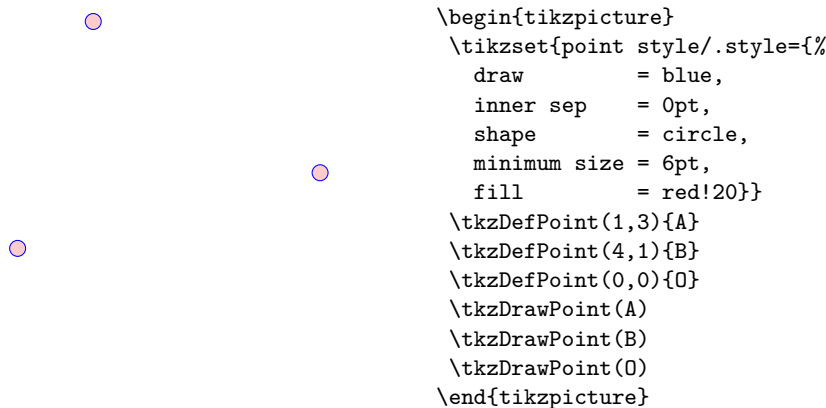 \begin{tikzpicture}
 \tikzset{point style/.style={%
   draw         = blue,
   inner sep    = 0pt,
   shape        = circle,
   minimum size = 6pt,
   fill         = red!20}}
 \tkzDefPoint(1,3){A}
 \tkzDefPoint(4,1){B}
 \tkzDefPoint(0,0){O}
 \tkzDrawPoint(A)
 \tkzDrawPoint(B)
 \tkzDrawPoint(O)
\end{tikzpicture}